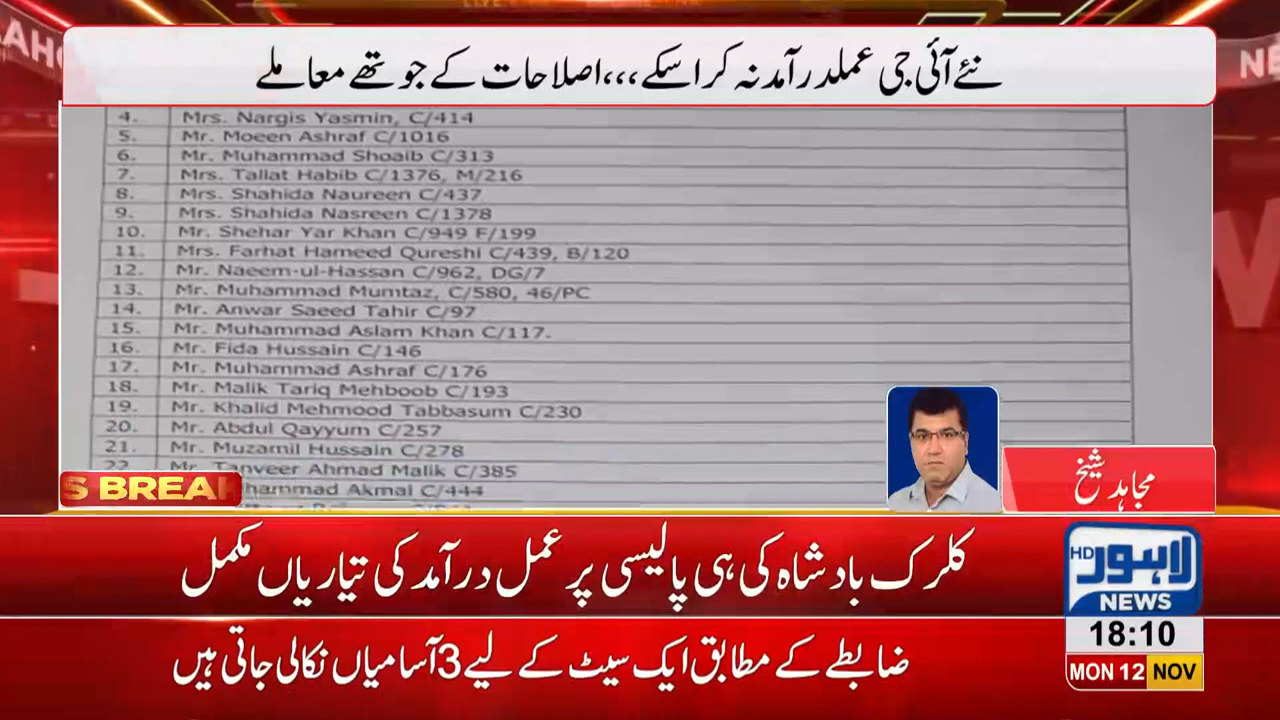 نئے آئی جی عملدرآمد نہ کرا سکے،،،اصلاحات کے جو تھے معاملے
4. Mrs. Nargis Yasmin, C/414
5. Mr. Moeen Ashraf C/1016
6. Mr. Muhammad Shoaib C/313
7. Mrs. Tallat Habib C/1376, M/216
8. Mrs. Shahida Naureen C/437
9. Mrs. Shahida Nasreen C/1378
10. Mr. Shehar Yar Khan C/949 F/199
11. Mrs. Farhat Hameed Qureshi C/439, B/120
12. Mr. Naeem-ul-Hassan C/962, DG/7
13. Mr. Muhammad Mumtaz, C/580, 46/PC
14. Mr. Anwar Saeed Tahir C/97
15. Mr. Muhammad Aslam Khan C/117.
16. Mr. Fida Hussain C/146
17. Mr. Muhammad Ashraf C/176
18. Mr. Malik Tariq Mehboob C/193
19. Mr. Khalid Mehmood Tabbasum C/230
20. Mr. Abdul Qayyum C/257
21. Mr. Muzamil Hussain C/278
22. Mr. Tanveer Ahmad Malik C/385
Akmal C/444
S BREAK
مجاہد شیخ
کلرک بادشاہ کی ہی پالیسی پر عمل درآمد کی تیاریاں مکمل
ضابطے کے مطابق ایک سیٹ کے لیے 3 آسامیاں نکالی جاتی ہیں
HD لاہور
NEWS
18:10
MON 12 NOV